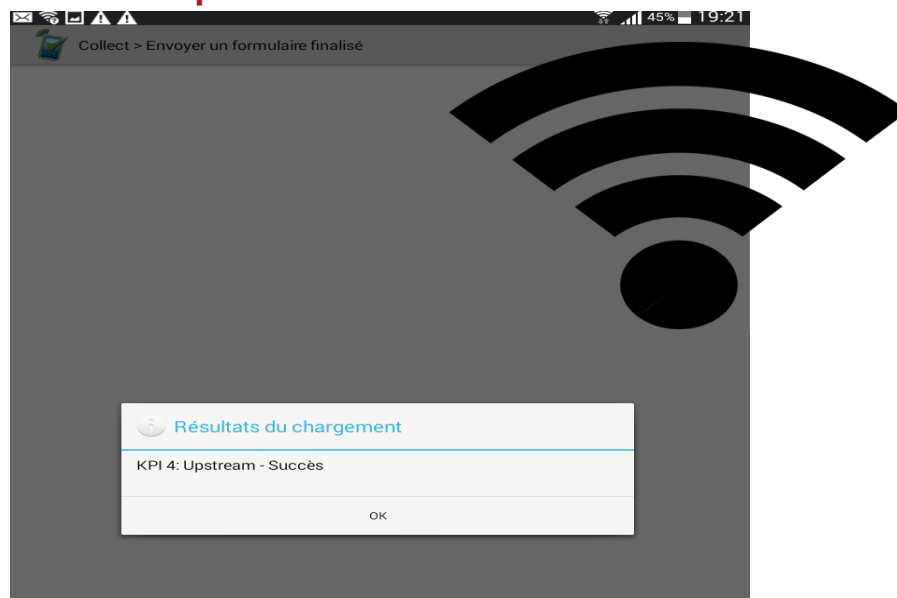 45% 19:21
Collect > Envoyer un formulaire finalisé
Résultats du chargement
KPI 4: Upstream - Succès
OK